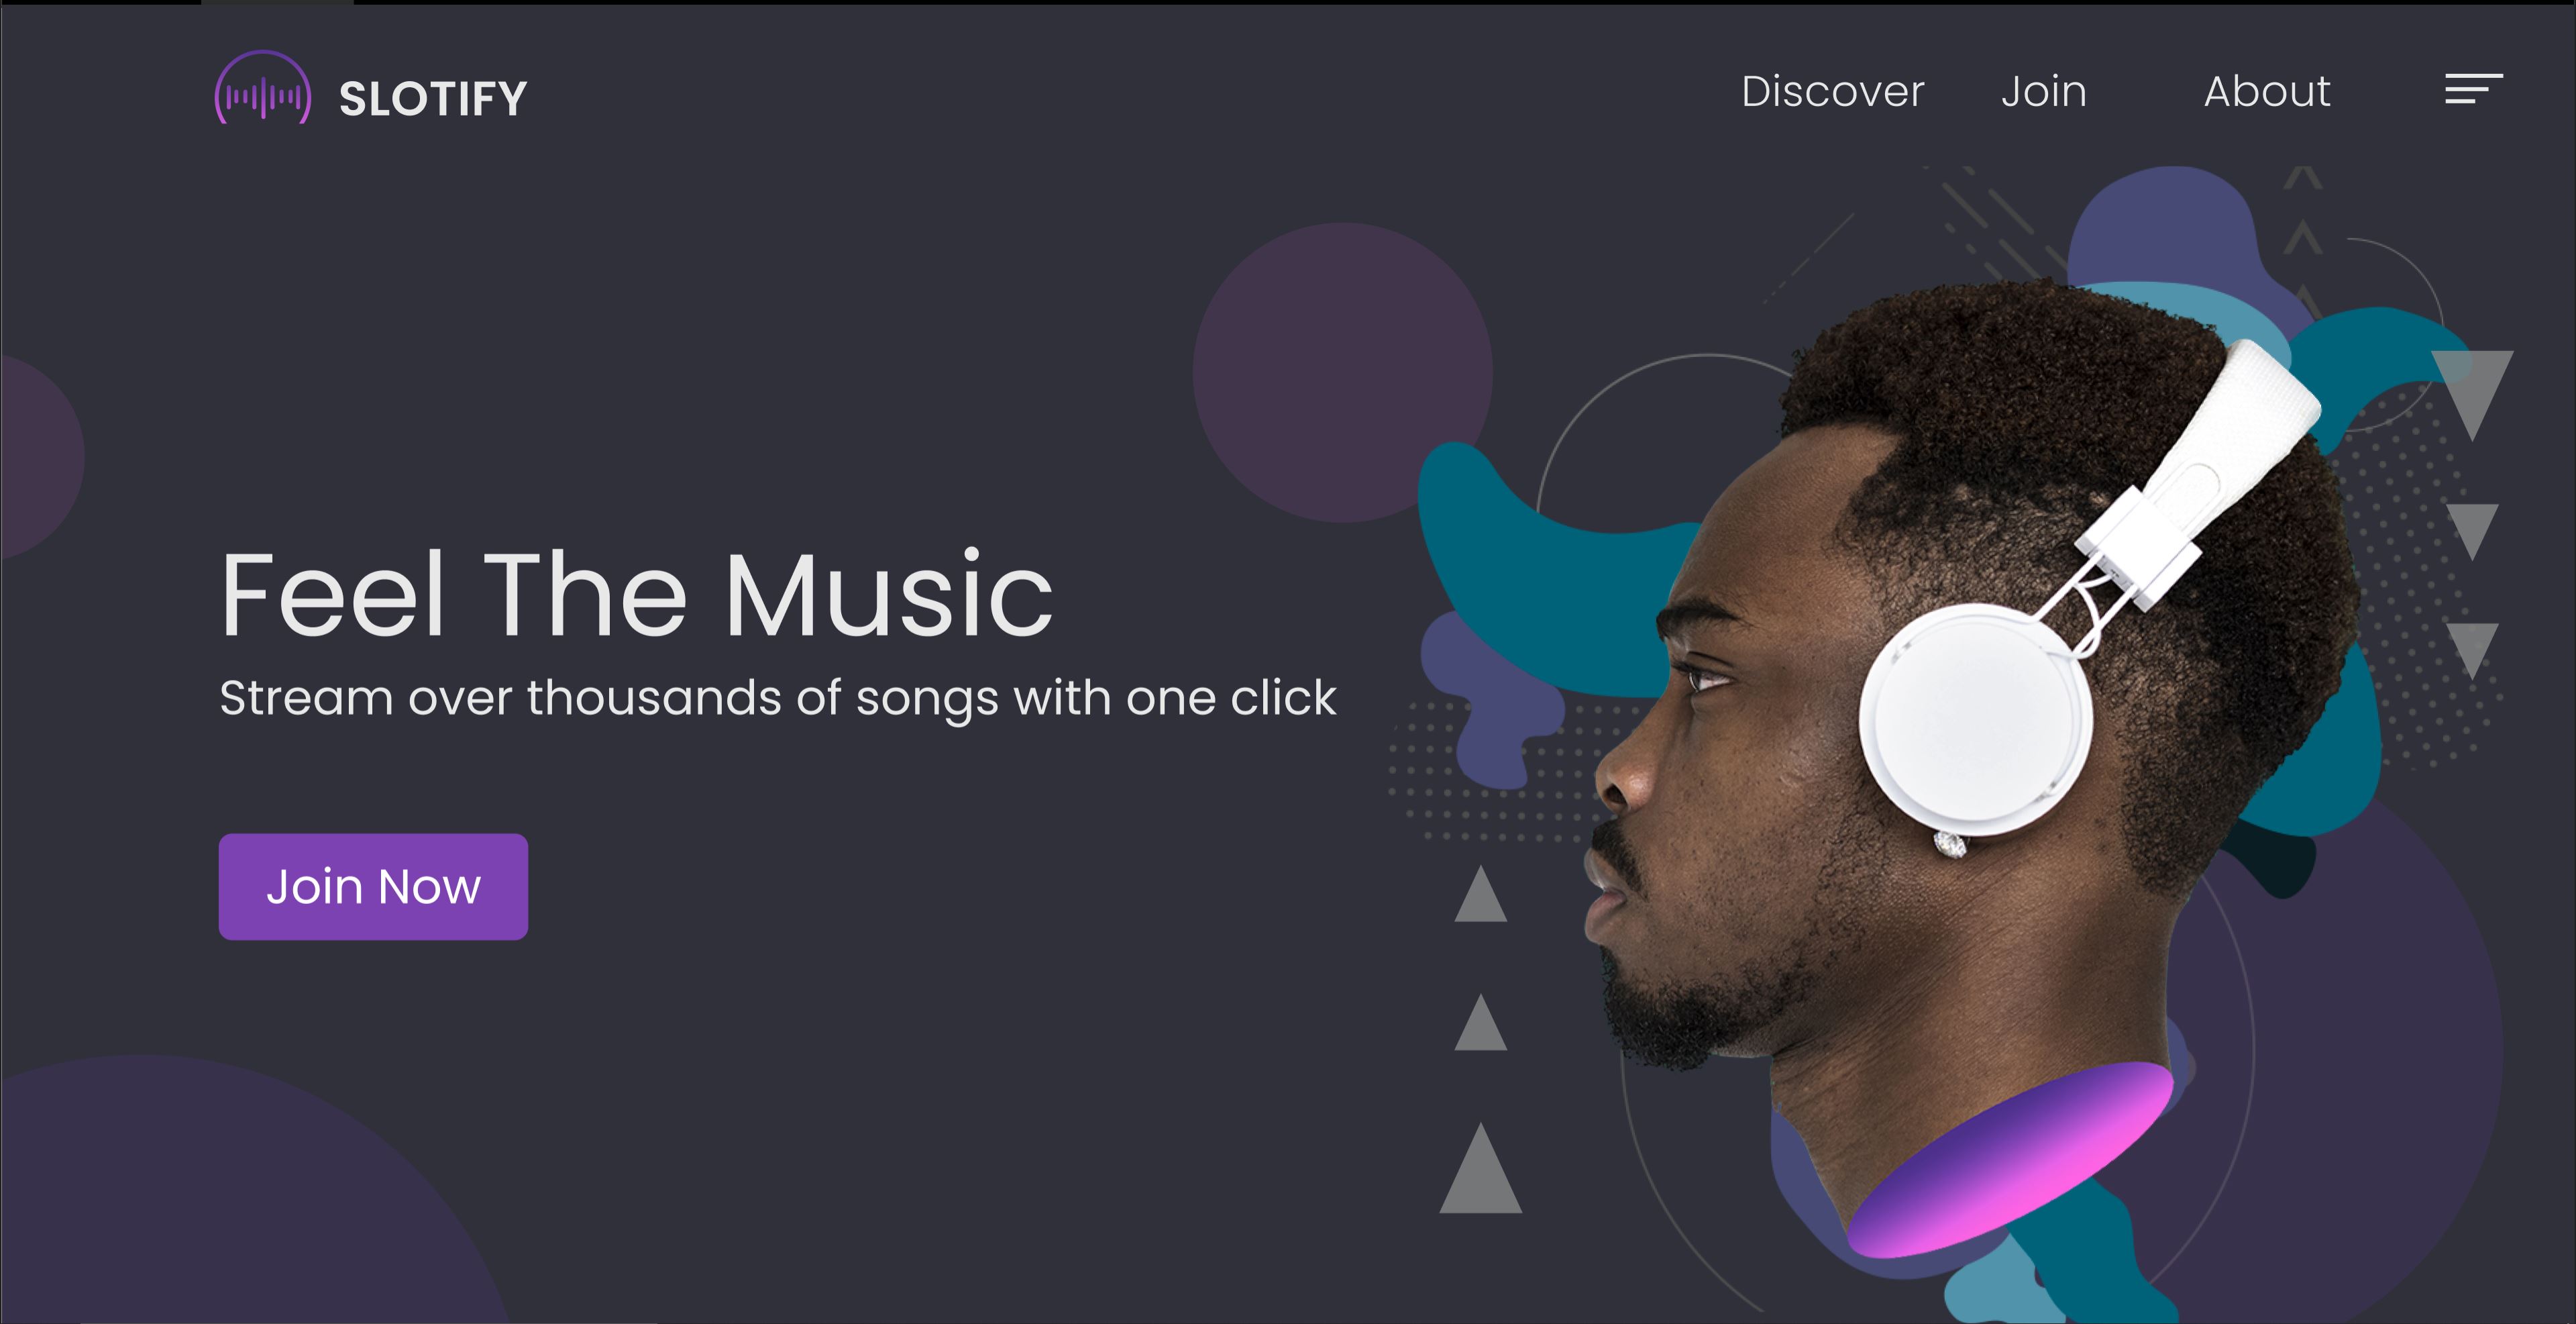 SLOTIFY
Discover Join About
Feel The Music
Stream over thousands of songs with one click
Join Now